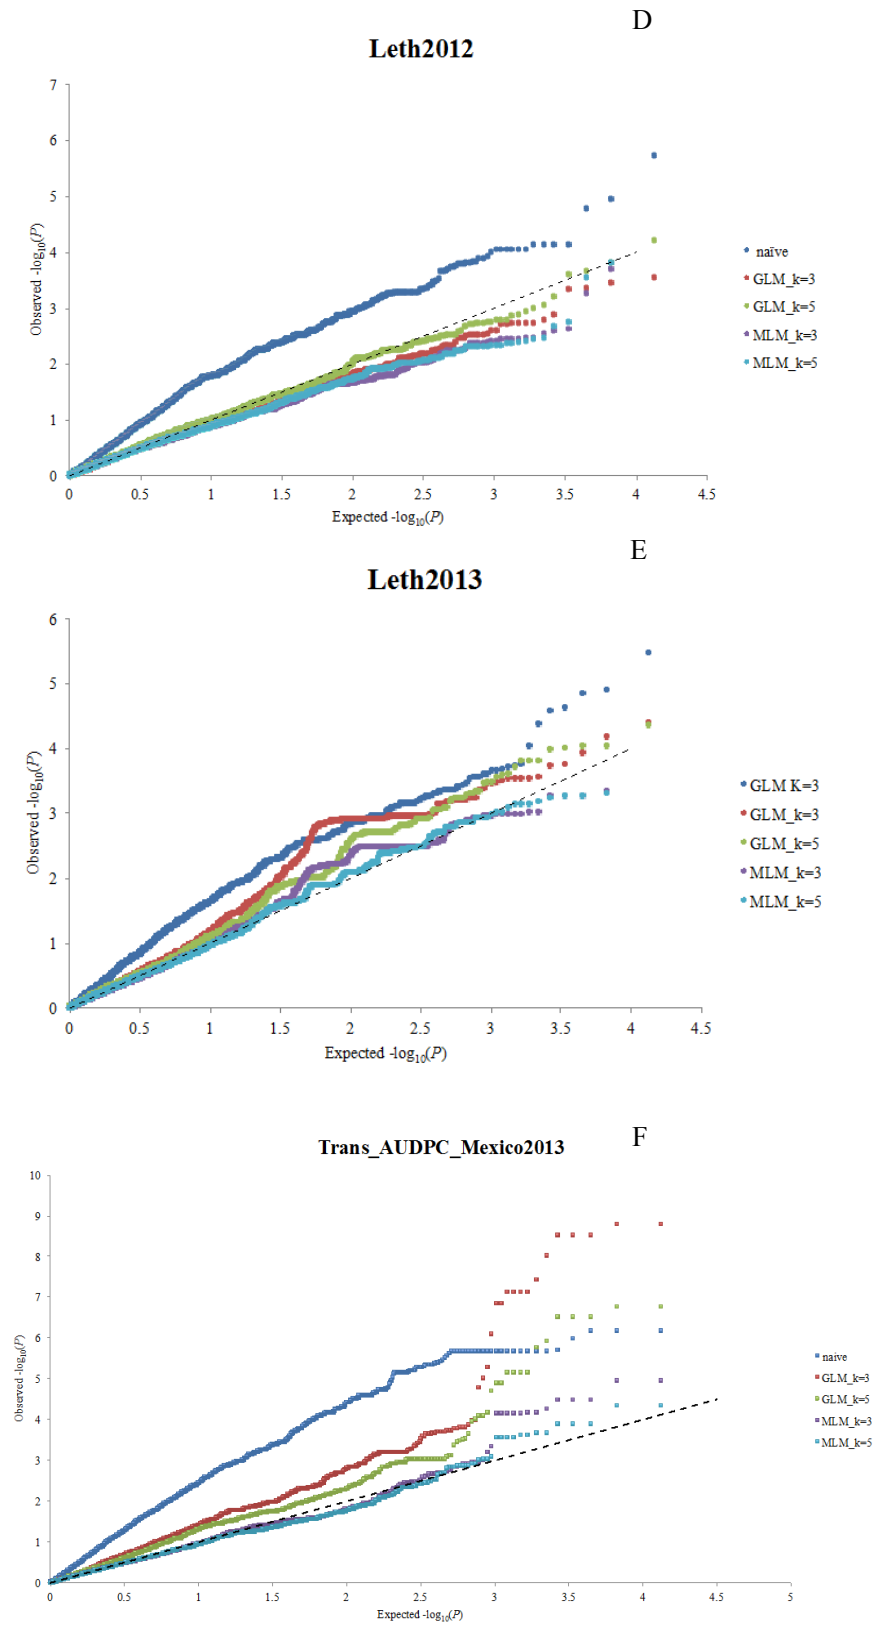 D
Leth2012
7
6
5
4
3
2
1
0
Observed -log10(P)
0 0.5 1 1.5 2 2.5 3 3.5 4 4.5
Expected -log10(P)
naïve
GLM_k=3
GLM_k=5
MLM_k=3
MLM_k=5
E
Leth2013
6
5
4
3
2
1
0
Observed -log10(P)
0 0.5 1 1.5 2 2.5 3 3.5 4 4.5
Expected -log10(P)
GLM K=3
GLM_k=3
GLM_k=5
MLM_k=3
MLM_k=5
F
Trans_AUDPC_Mexico2013
10
9
8
7
6
5
4
3
2
1
0
Observed -log10(P)
0 0.5 1 1.5 2 2.5 3 3.5 4 4.5 5
Expected -log10(P)
naive
GLM_k=3
GLM_k=5
MLM_k=3
MLM_k=5